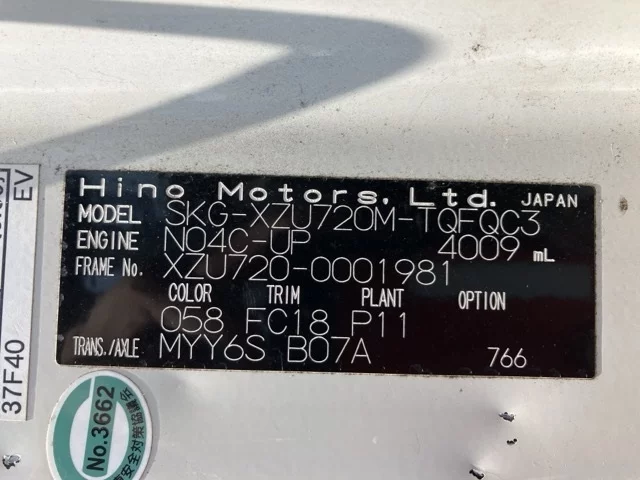 Hino Motors, Ltd. JAPAN
MODEL SKG-XZU720M-TQFQC3
ENGINE N04C-UP 4009 mL
FRAME No. XZU720-0001981
COLOR TRIM PLANT OPTION
058 FC18 P11
TRANS./AXLE MYY6S B07A 766
EV
37F40
No.3662